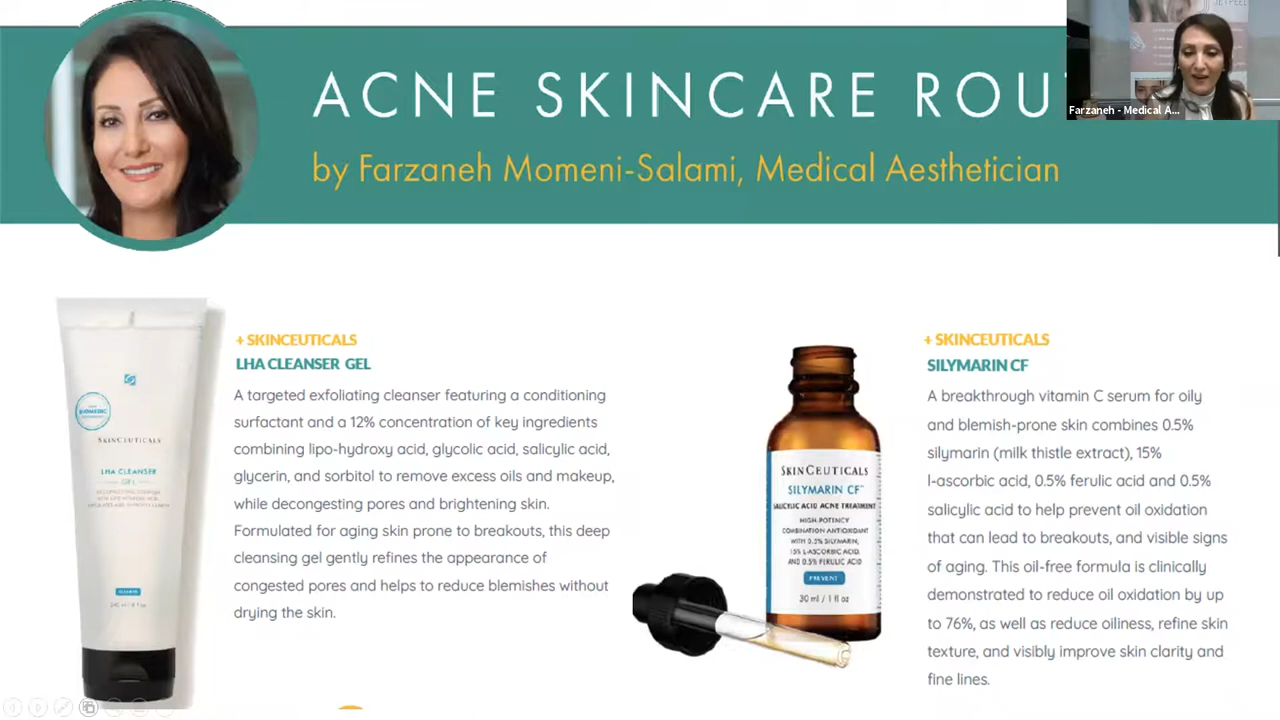 ACNE SKINCARE ROU
by Farzaneh Momeni-Salami, Medical Aesthetician
JETPEEL
Farzaneh - Medical A...
+ SKINCEUTICALS
LHA CLEANSER GEL
A targeted exfoliating cleanser featuring a conditioning
surfactant and a 12% concentration of key ingredients
combining lipo-hydroxy acid, glycolic acid, salicylic acid,
glycerin, and sorbitol to remove excess oils and makeup,
while decongesting pores and brightening skin.
Formulated for aging skin prone to breakouts, this deep
cleansing gel gently refines the appearance of
congested pores and helps to reduce blemishes without
drying the skin.
BIOMEDIC
SKINCEUTICALS
LHA CLEANSER
GEL
240 ml / 8 fl oz
SKINCEUTICALS
SILYMARIN CF™
SALICYLIC ACID ACNE TREATMENT
HIGH-POTENCY
COMBINATION ANTIOXIDANT
WITH 0.5% SILYMARIN,
15% L-ASCORBIC ACID,
AND 0.5% FERULIC ACID
PREVENT
30 ml / 1 fl oz
+ SKINCEUTICALS
SILYMARIN CF
A breakthrough vitamin C serum for oily
and blemish-prone skin combines 0.5%
silymarin (milk thistle extract), 15%
l-ascorbic acid, 0.5% ferulic acid and 0.5%
salicylic acid to help prevent oil oxidation
that can lead to breakouts, and visible signs
of aging. This oil-free formula is clinically
demonstrated to reduce oil oxidation by up
to 76%, as well as reduce oiliness, refine skin
texture, and visibly improve skin clarity and
fine lines.